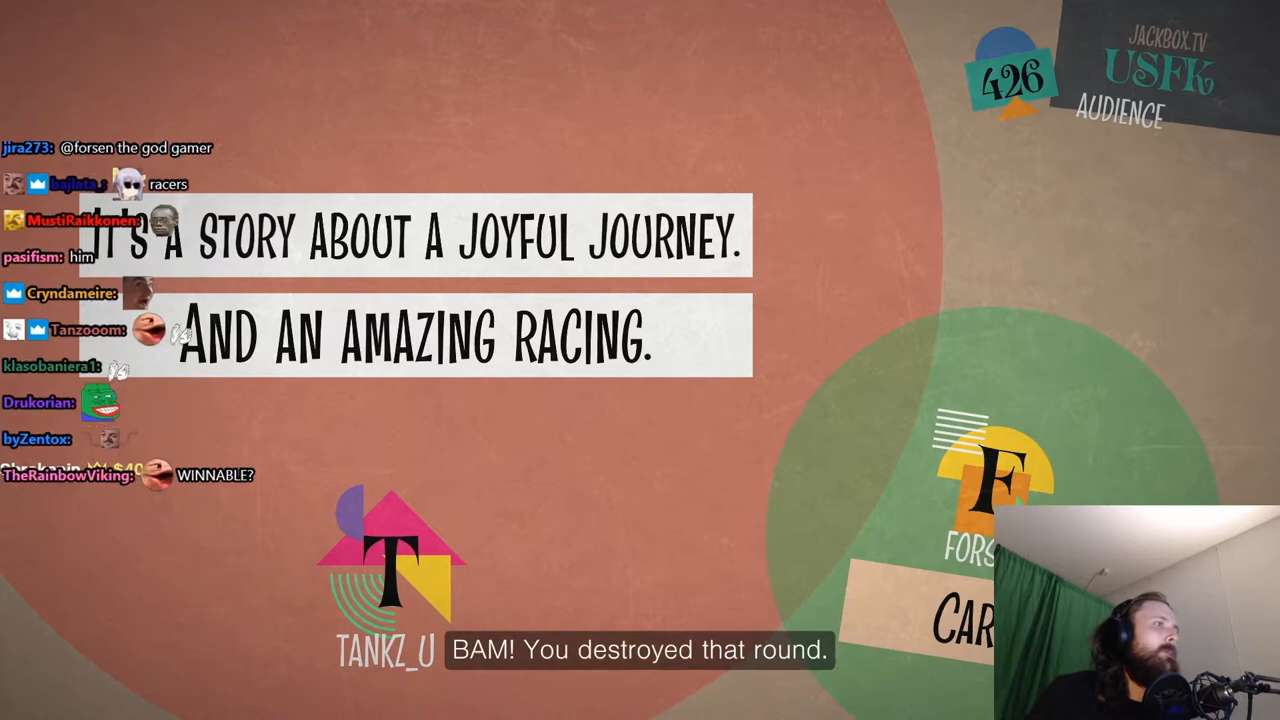 JACKBOX.TV
USFK
426
AUDIENCE
jira273: @forsen the god gamer
bajlata_: racers
IT'S A STORY ABOUT A JOYFUL JOURNEY.
MustiRaikkonen:
pasifism: him
AND AN AMAZING RACING.
Cryndameire:
Tanzooom:
klasobaniera1:
Drukorian:
byZentox:
TheRainbowViking: WINNABLE?
F
FORS
CAR
T
TANKZ_U
BAM! You destroyed that round.